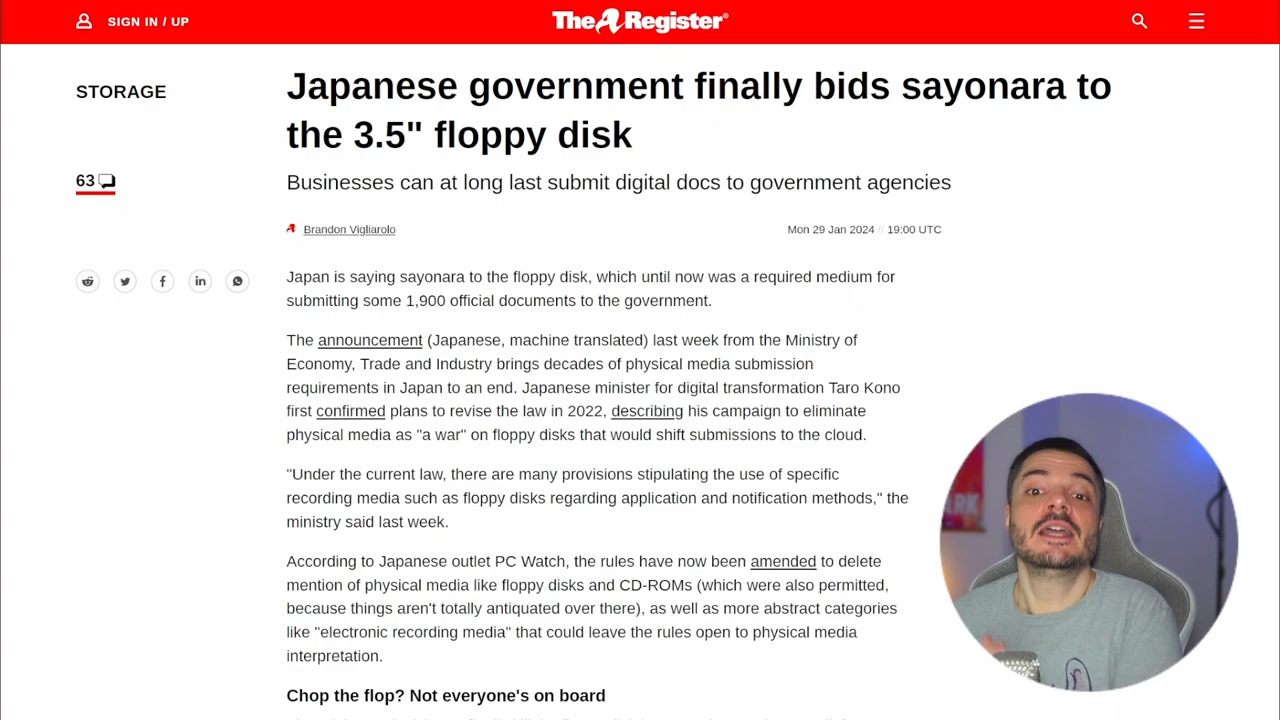 SIGN IN / UP
The Register®
STORAGE
Japanese government finally bids sayonara to
the 3.5" floppy disk
63
Businesses can at long last submit digital docs to government agencies
Brandon Vigliarolo
Mon 29 Jan 2024 // 19:00 UTC
Japan is saying sayonara to the floppy disk, which until now was a required medium for
submitting some 1,900 official documents to the government.
The announcement (Japanese, machine translated) last week from the Ministry of
Economy, Trade and Industry brings decades of physical media submission
requirements in Japan to an end. Japanese minister for digital transformation Taro Kono
first confirmed plans to revise the law in 2022, describing his campaign to eliminate
physical media as "a war" on floppy disks that would shift submissions to the cloud.
"Under the current law, there are many provisions stipulating the use of specific
recording media such as floppy disks regarding application and notification methods," the
ministry said last week.
According to Japanese outlet PC Watch, the rules have now been amended to delete
mention of physical media like floppy disks and CD-ROMs (which were also permitted,
because things aren't totally antiquated over there), as well as more abstract categories
like "electronic recording media" that could leave the rules open to physical media
interpretation.
Chop the flop? Not everyone's on board